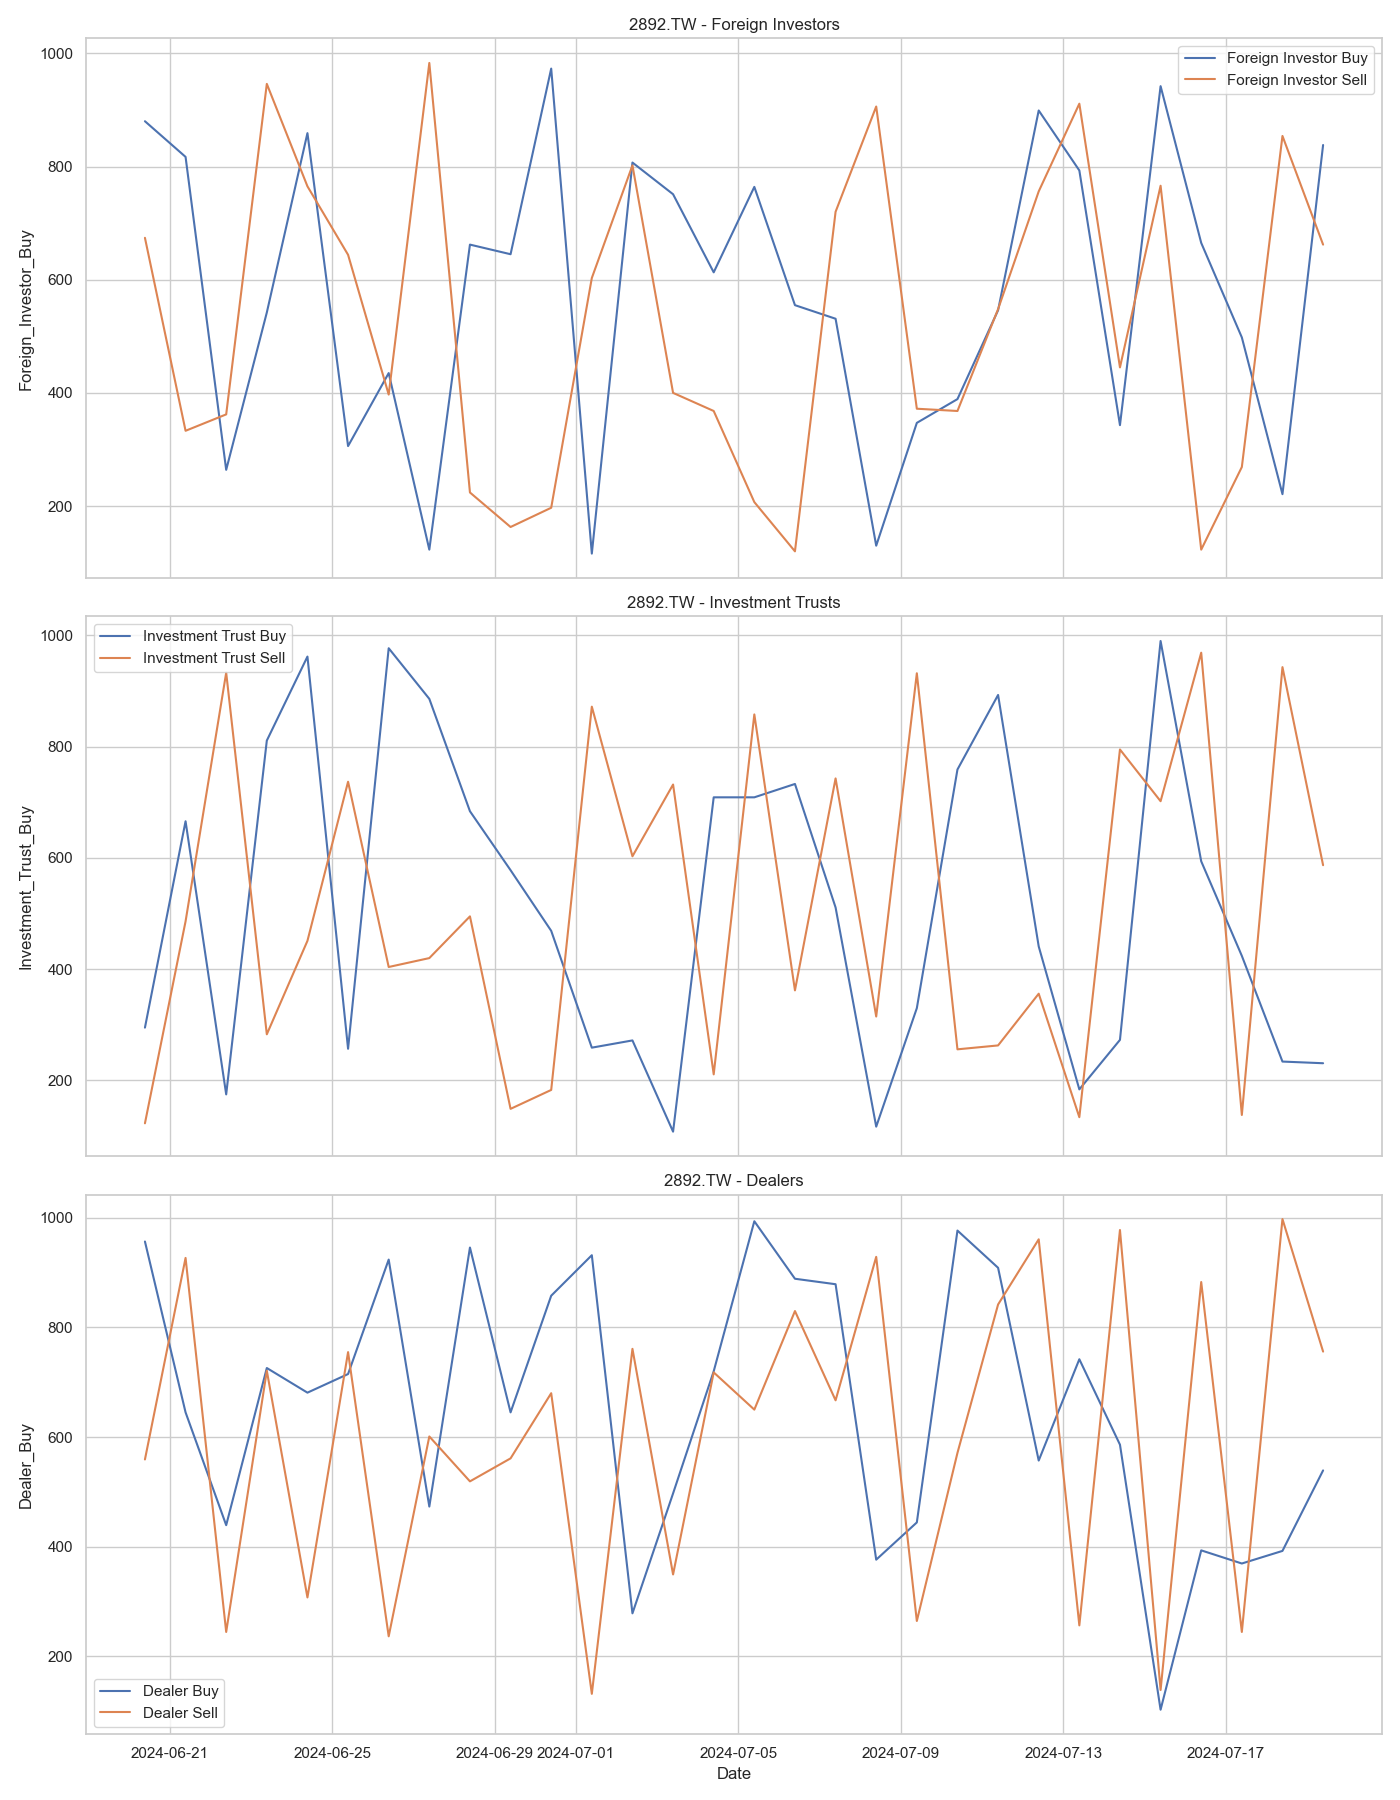 2892.TW - Foreign Investors
1000
800
600
400
200
Foreign_Investor_Buy
Foreign Investor Buy
Foreign Investor Sell
2892.TW - Investment Trusts
1000
800
600
400
200
Investment_Trust_Buy
Investment Trust Buy
Investment Trust Sell
2892.TW - Dealers
1000
800
600
400
200
Dealer_Buy
Dealer Buy
Dealer Sell
2024-06-21 2024-06-25 2024-06-29 2024-07-01 2024-07-05 2024-07-09 2024-07-13 2024-07-17
Date